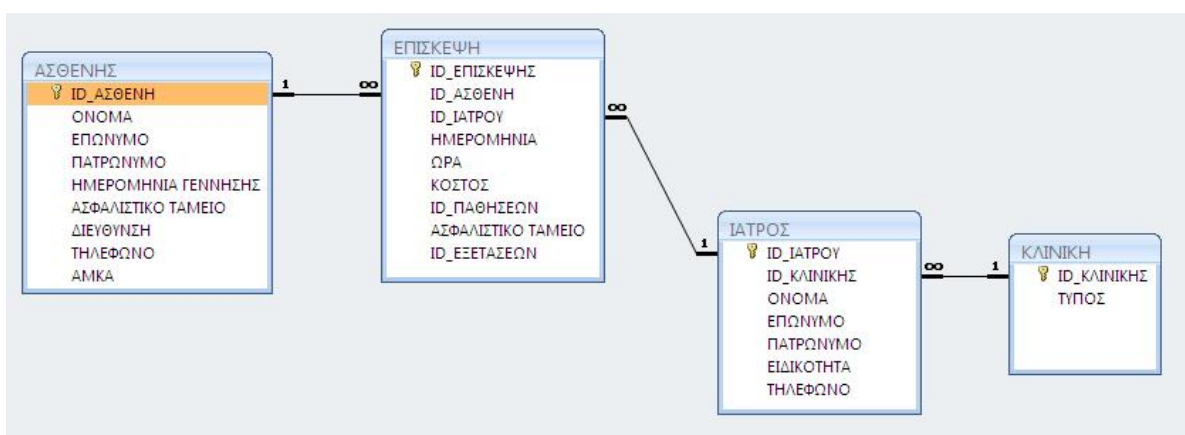 ΑΣΘΕΝΗΣ
ID_ΑΣΘΕΝΗ
ΟΝΟΜΑ
ΕΠΩΝΥΜΟ
ΠΑΤΡΩΝΥΜΟ
ΗΜΕΡΟΜΗΝΙΑ ΓΕΝΝΗΣΗΣ
ΑΣΦΑΛΙΣΤΙΚΟ ΤΑΜΕΙΟ
ΔΙΕΥΘΥΝΣΗ
ΤΗΛΕΦΩΝΟ
ΑΜΚΑ
1 ∞
ΕΠΙΣΚΕΨΗ
ID_ΕΠΙΣΚΕΨΗΣ
ID_ΑΣΘΕΝΗ
ID_ΙΑΤΡΟΥ
ΗΜΕΡΟΜΗΝΙΑ
ΩΡΑ
ΚΟΣΤΟΣ
ID_ΠΑΘΗΣΕΩΝ
ΑΣΦΑΛΙΣΤΙΚΟ ΤΑΜΕΙΟ
ID_ΕΞΕΤΑΣΕΩΝ
∞
1
ΙΑΤΡΟΣ
ID_ΙΑΤΡΟΥ
ID_ΚΛΙΝΙΚΗΣ
ΟΝΟΜΑ
ΕΠΩΝΥΜΟ
ΠΑΤΡΩΝΥΜΟ
ΕΙΔΙΚΟΤΗΤΑ
ΤΗΛΕΦΩΝΟ
∞ 1
ΚΛΙΝΙΚΗ
ID_ΚΛΙΝΙΚΗΣ
ΤΥΠΟΣ